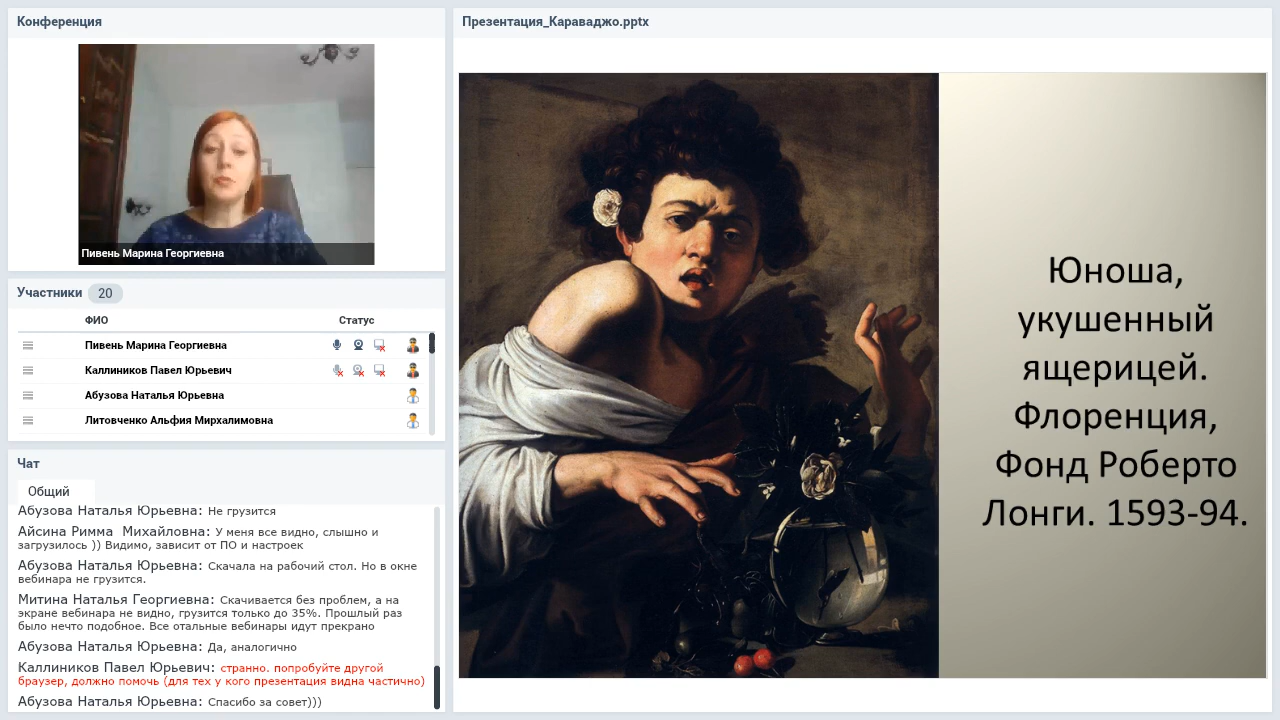 Конференция
Пивень Марина Георгиевна
Участники 20
ФИО Статус
Пивень Марина Георгиевна
Каллиников Павел Юрьевич
Абузова Наталья Юрьевна
Литовченко Альфия Мирхалимовна
Чат
Общий
Абузова Наталья Юрьевна: Не грузится
Айсина Римма Михайловна: У меня все видно, слышно и
загрузилось )) Видимо, зависит от ПО и настроек
Абузова Наталья Юрьевна: Скачала на рабочий стол. Но в окне
вебинара не грузится.
Митина Наталья Георгиевна: Скачивается без проблем, а на
экране вебинара не видно, грузится только до 35%. Прошлый раз
было нечто подобное. Все отальные вебинары идут прекрано
Абузова Наталья Юрьевна: Да, аналогично
Каллиников Павел Юрьевич: странно. попробуйте другой
браузер, должно помочь (для тех у кого презентация видна частично)
Абузова Наталья Юрьевна: Спасибо за совет)))
Презентация_Караваджо.pptx
Юноша,
укушенный
ящерицей.
Флоренция,
Фонд Роберто
Лонги. 1593-94.